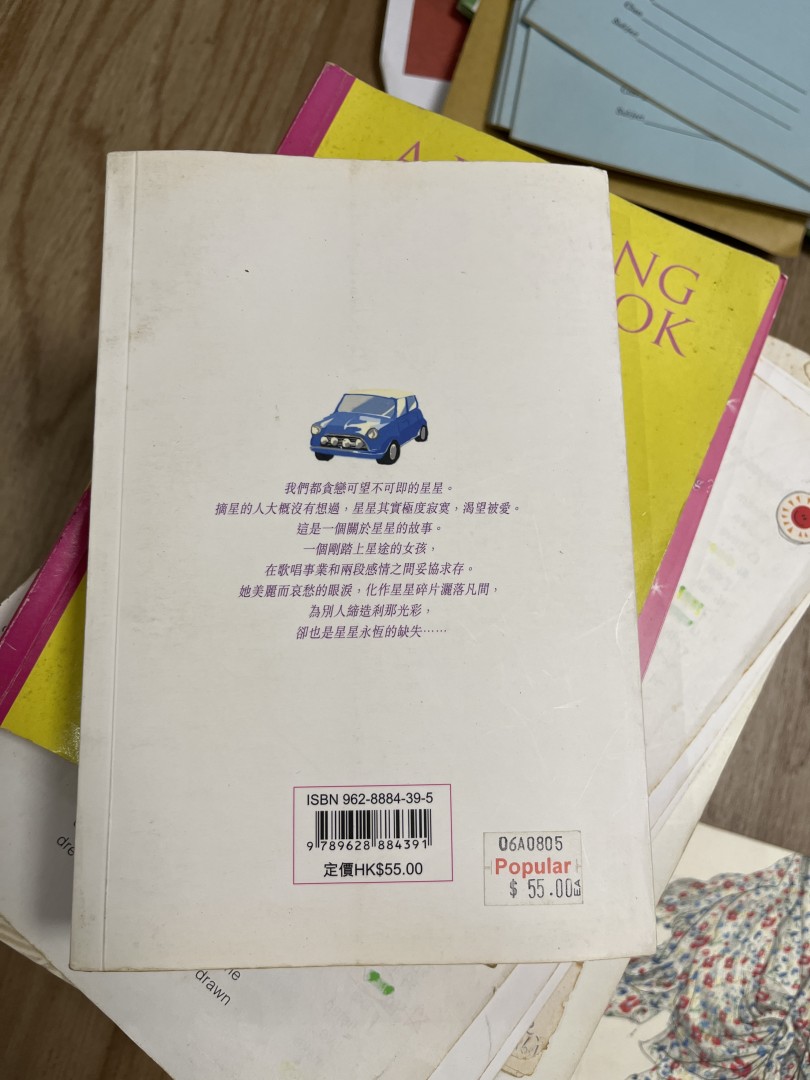 Class
Subject
Subject
NG
OK
我們都貪戀可望不可即的星星。
摘星的人大概沒有想過，星星其實極度寂寞，渴望被愛。
這是一個關於星星的故事。
一個剛踏上星途的女孩，
在歌唱事業和兩段感情之間妥協求存。
她美麗而哀愁的眼淚，化作星星碎片灑落凡間，
為別人締造剎那光彩，
卻也是星星永恆的缺失……
ISBN 962-8884-39-5
9 789628 884391
定價HK$55.00
06A0805
Popular
$ 55.00EA
drawn